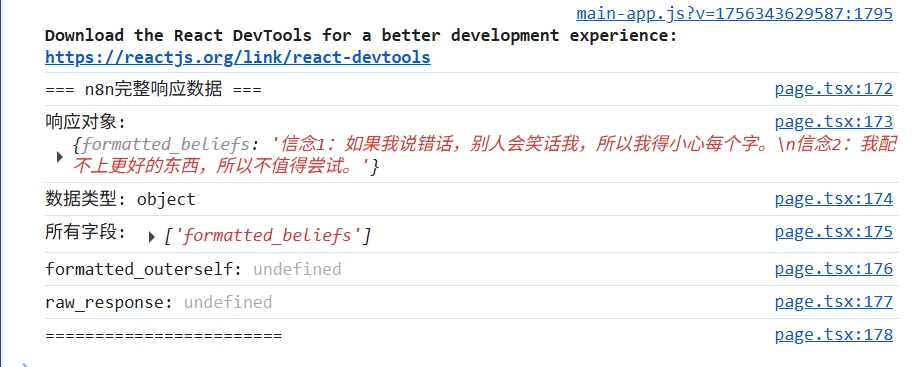 main-app.js?v=1756343629587:1795
Download the React DevTools for a better development experience:
https://reactjs.org/link/react-devtools
=== n8n完整响应数据 === page.tsx:172
响应对象: page.tsx:173
{formatted_beliefs: '信念1：如果我说错话，别人会笑话我，所以我得小心每个字。\n信念2：我配
不上更好的东西，所以不值得尝试。'}
数据类型: object page.tsx:174
所有字段: ['formatted_beliefs'] page.tsx:175
formatted_outerself: undefined page.tsx:176
raw_response: undefined page.tsx:177
======================== page.tsx:178